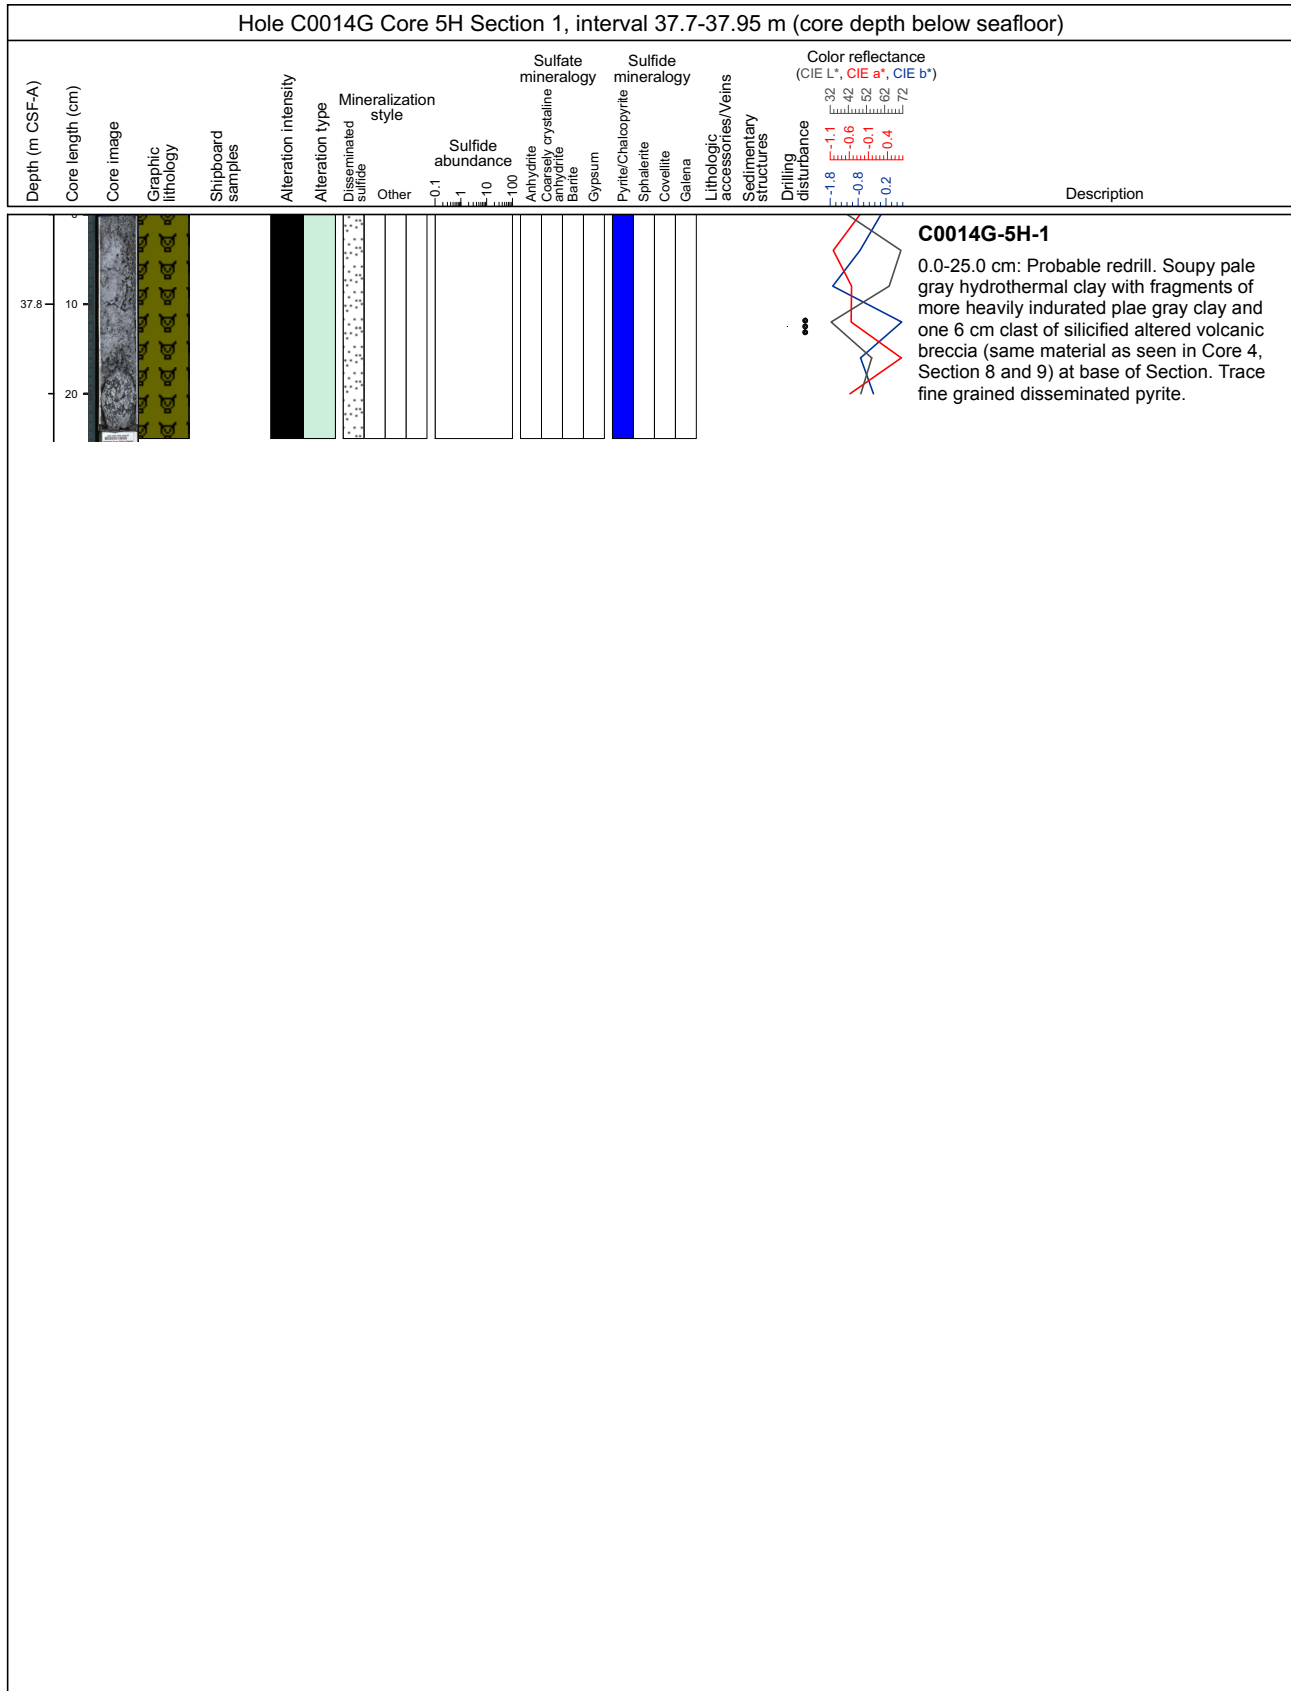 Hole C0014G Core 5H Section 1, interval 37.7-37.95 m (core depth below seafloor)
Depth (m CSF-A)
Core length (cm)
Core image
Graphic
lithology
Shipboard
samples
Alteration intensity
Alteration type
Mineralization
style
Disseminated
sulfide
Other
Sulfide
abundance
0.1
1
10
100
Sulfate
mineralogy
Anhydrite
Coarsely crystaline
anhydrite
Barite
Gypsum
Sulfide
mineralogy
Pyrite/Chalcopyrite
Sphalerite
Covellite
Galena
Lithologic
accessories/Veins
Sedimentary
structures
Drilling
disturbance
Color reflectance
(CIE L*, CIE a*, CIE b*)
32
42
52
62
72
-1.1
-0.6
-0.1
0.4
-1.8
-0.8
0.2
Description
0
37.8
10
20
C0014G-5H-1
0.0-25.0 cm: Probable redrill. Soupy pale
gray hydrothermal clay with fragments of
more heavily indurated plae gray clay and
one 6 cm clast of silicified altered volcanic
breccia (same material as seen in Core 4,
Section 8 and 9) at base of Section. Trace
fine grained disseminated pyrite.